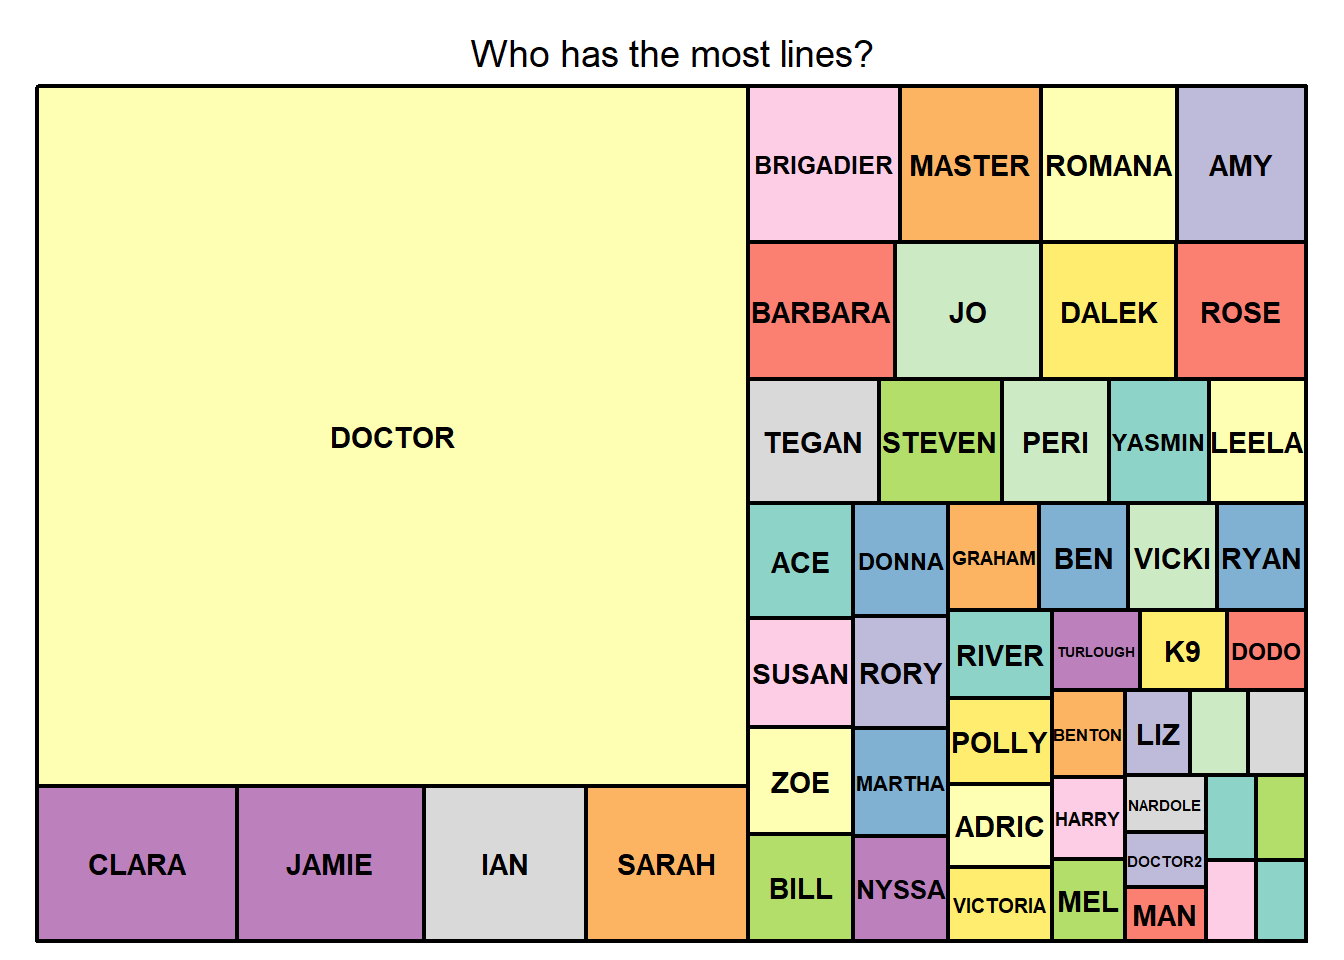 Who has the most lines?
DOCTOR
CLARA
JAMIE
IAN
SARAH
BRIGADIER
MASTER
ROMANA
AMY
BARBARA
JO
DALEK
ROSE
TEGAN
STEVEN
PERI
YASMIN
LEELA
ACE
DONNA
GRAHAM
BEN
VICKI
RYAN
SUSAN
RORY
RIVER
TURLOUGH
K9
DODO
ZOE
MARTHA
POLLY
BENTON
LIZ
BILL
NYSSA
ADRIC
HARRY
NARDOLE
DOCTOR2
VICTORIA
MEL
MAN